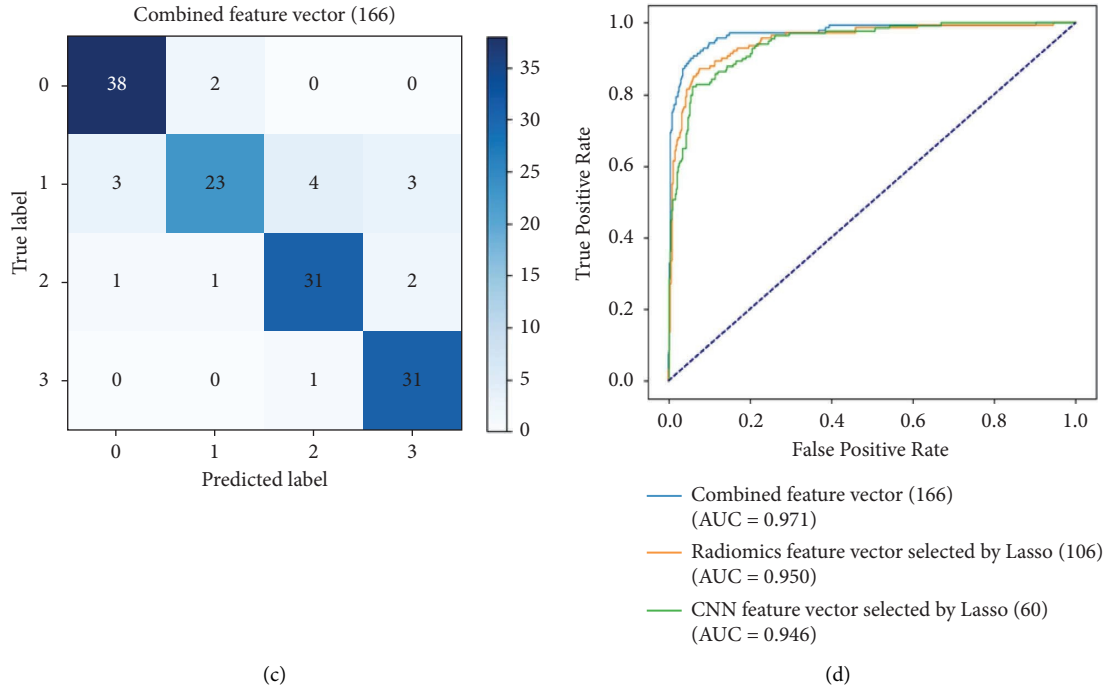 Combined feature vector (166)
True label
0 38 2 0 0
1 3 23 4 3
2 1 1 31 2
3 0 0 1 31
0 1 2 3
Predicted label
35
30
25
20
15
10
5
0
True Positive Rate
1.0
0.8
0.6
0.4
0.2
0.0
0.0 0.2 0.4 0.6 0.8 1.0
False Positive Rate
Combined feature vector (166)
(AUC = 0.971)
Radiomics feature vector selected by Lasso (106)
(AUC = 0.950)
CNN feature vector selected by Lasso (60)
(AUC = 0.946)
(c)
(d)